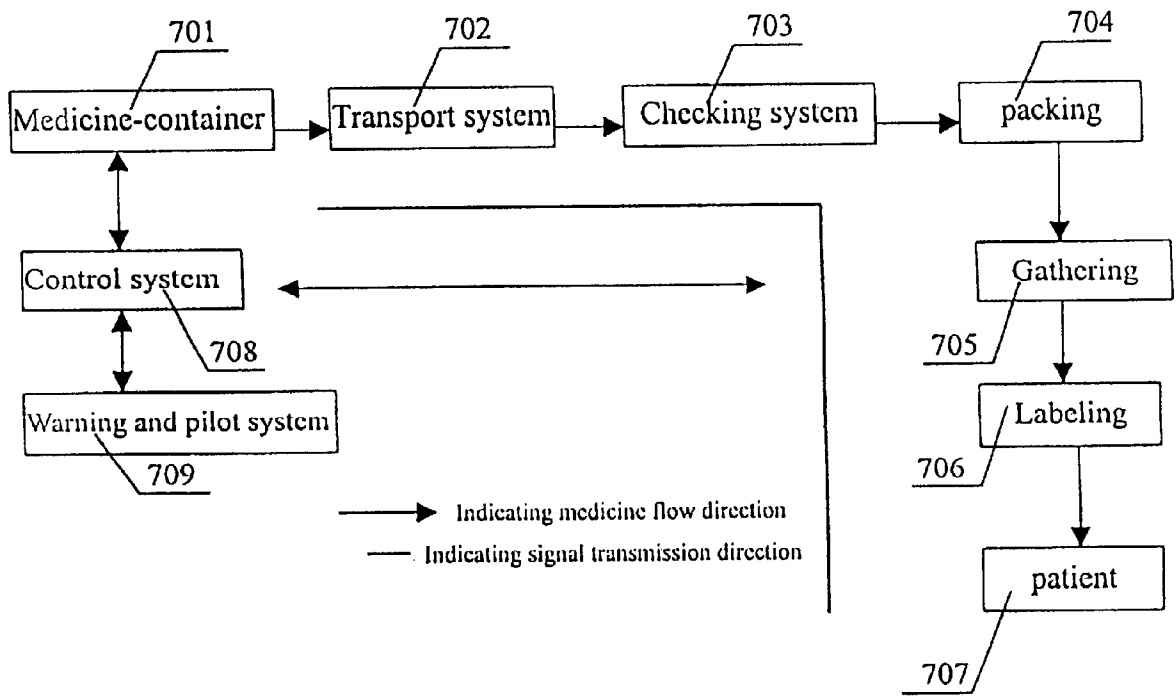 701
702
703
704
Medicine-container
Transport system
Checking system
packing
Control system
Gathering
708
705
Warning and pilot system
Labeling
709
706
Indicating medicine flow direction
Indicating signal transmission direction
patient
707